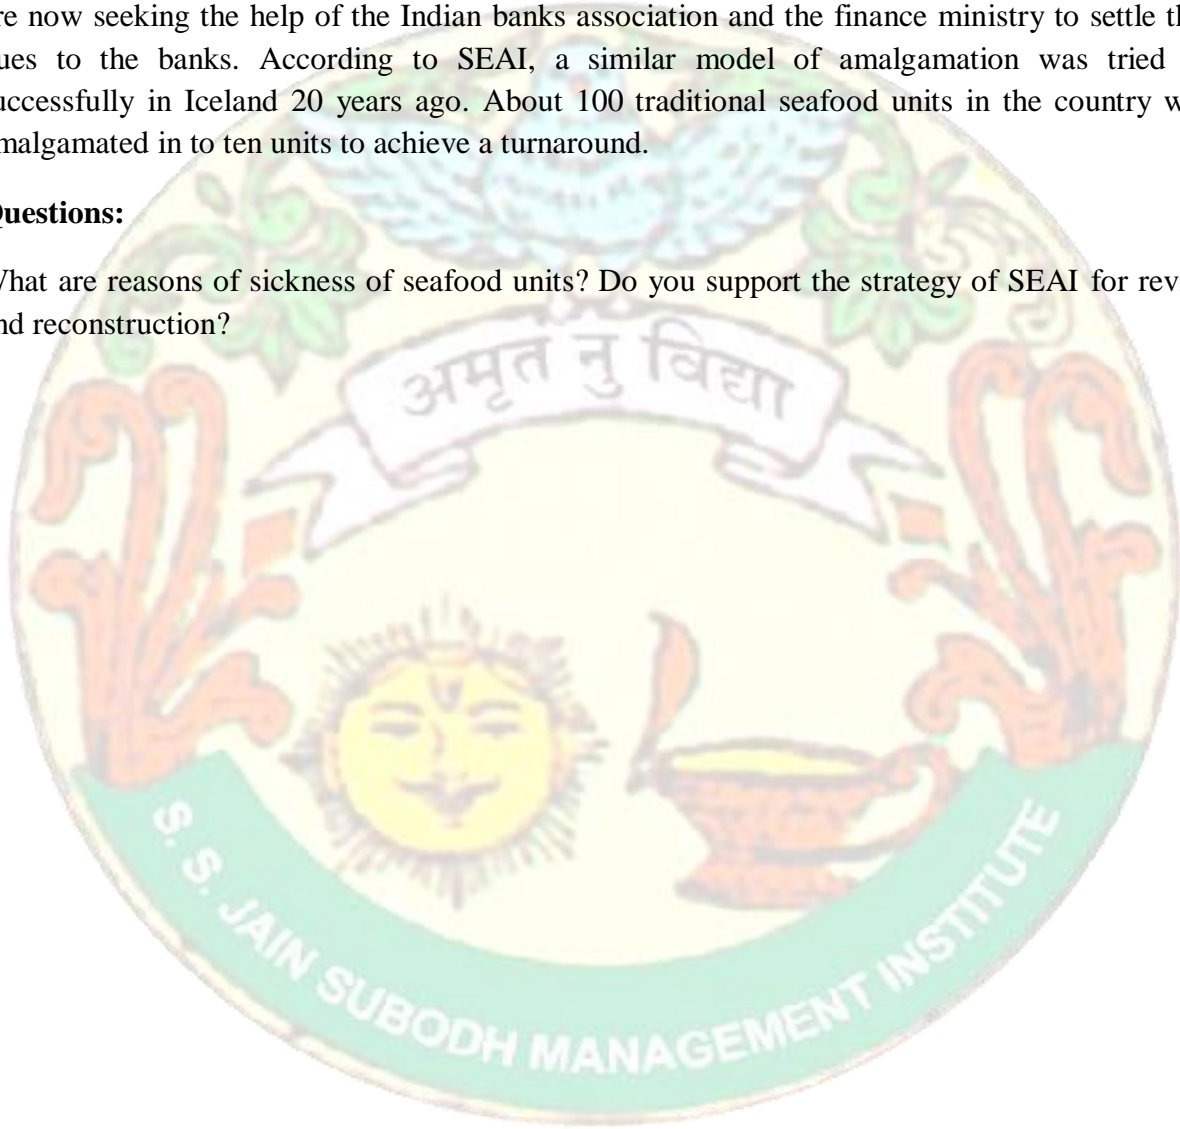 re now seeking the help of the Indian banks association and the finance ministry to settle th
ues to the banks. According to SEAI, a similar model of amalgamation was tried
uccessfully in Iceland 20 years ago. About 100 traditional seafood units in the country w
malgamated in to ten units to achieve a turnaround.
Questions:
What are reasons of sickness of seafood units? Do you support the strategy of SEAI for rev
nd reconstruction?
अमृतं नु विद्या
S. S. JAIN SUBODH MANAGEMENT INSTITUTE